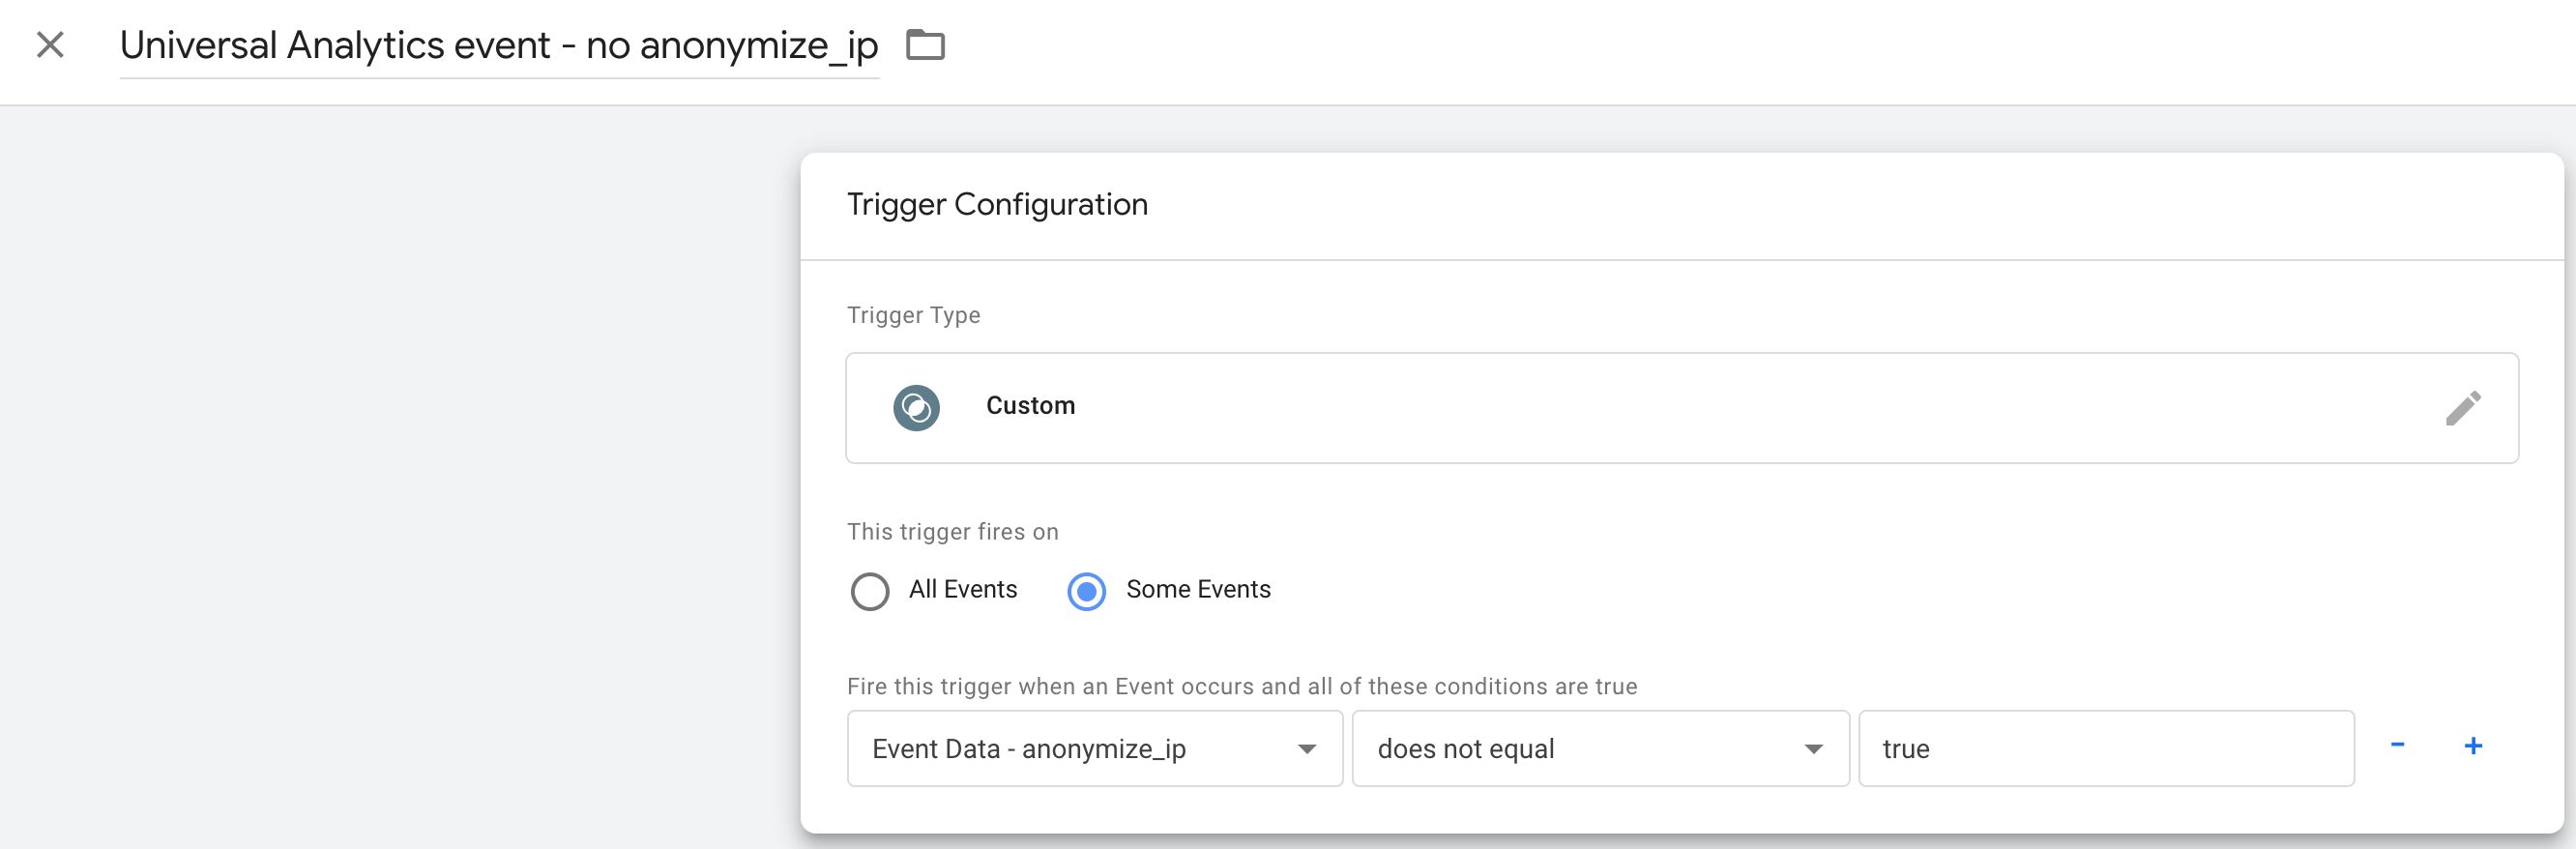 Universal Analytics event - no anonymize_ip
Trigger Configuration
Trigger Type
Custom
This trigger fires on
All Events Some Events
Fire this trigger when an Event occurs and all of these conditions are true
Event Data - anonymize_ip does not equal true - +